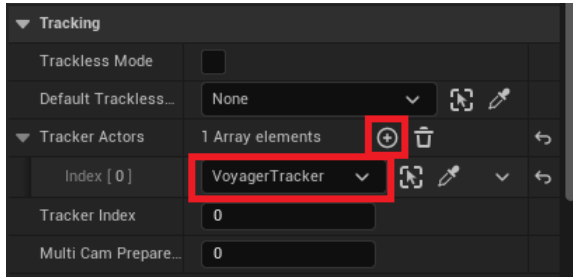 Tracking
Trackless Mode
Default Trackless... None
Tracker Actors 1 Array elements
Index [ 0 ] VoyagerTracker
Tracker Index 0
Multi Cam Prepare... 0